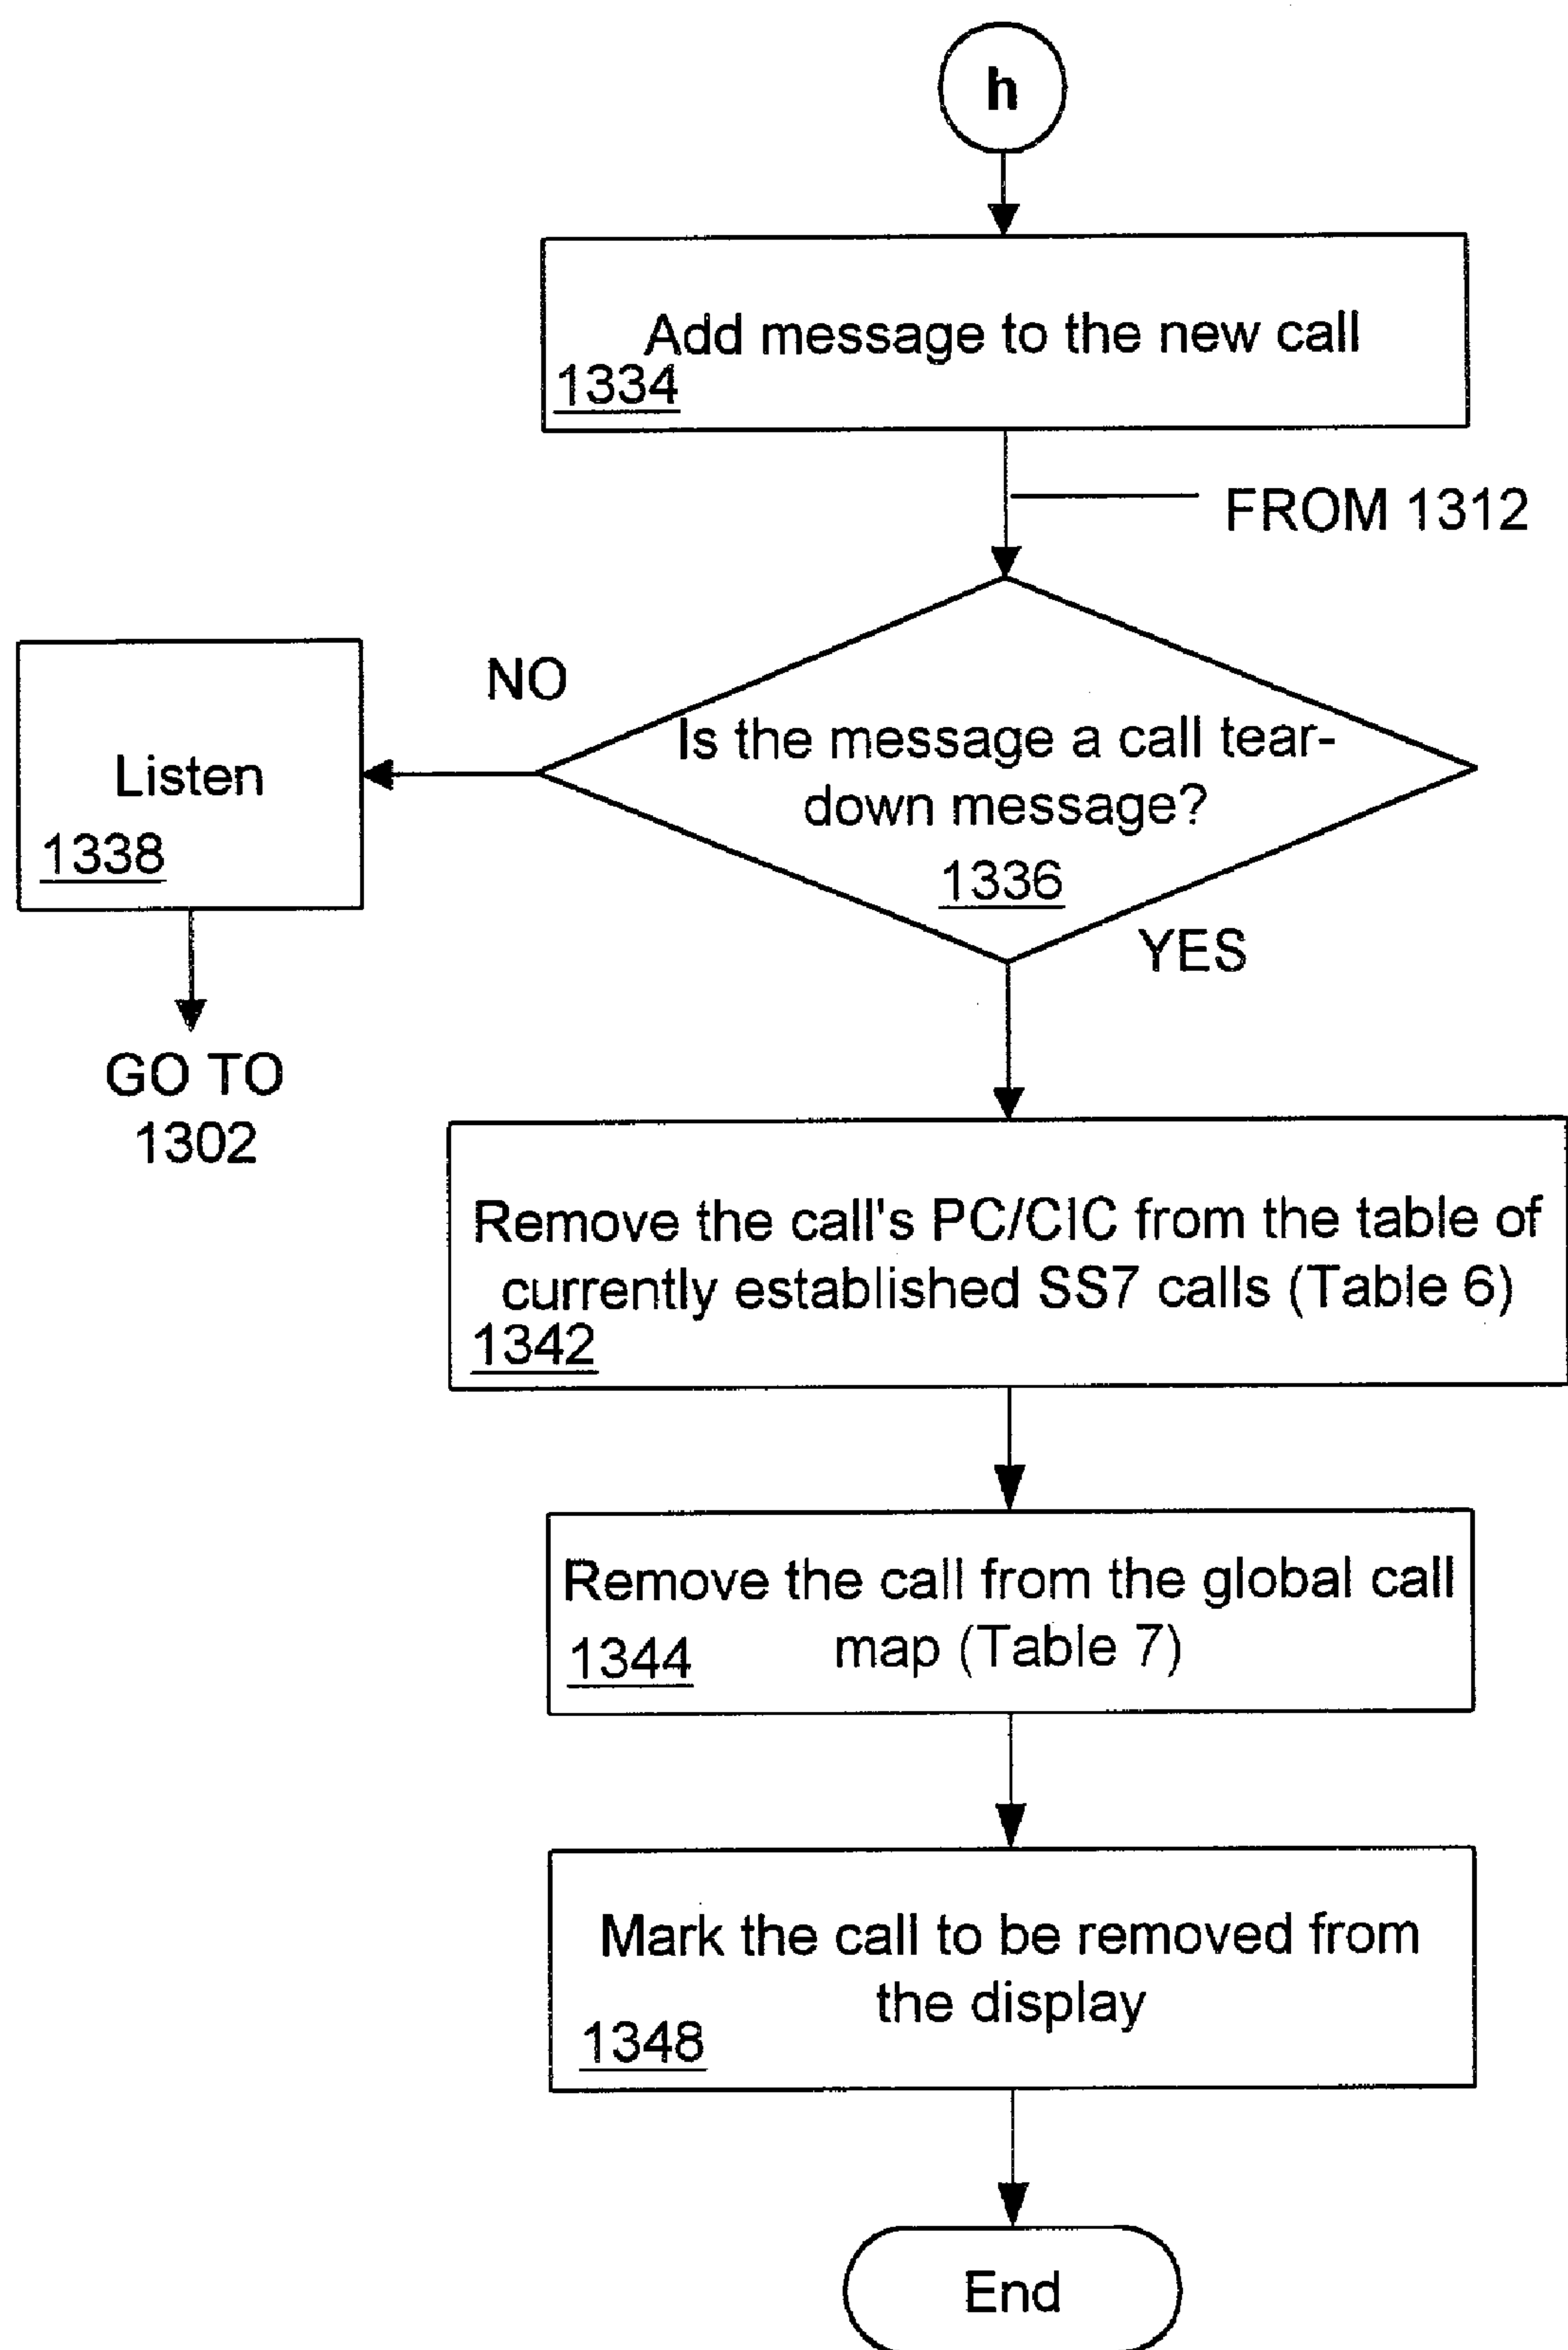 h
Add message to the new call
1334
FROM 1312
NO
Is the message a call tear-
down message?
1336
YES
Listen
1338
GO TO
1302
Remove the call's PC/CIC from the table of
currently established SS7 calls (Table 6)
1342
Remove the call from the global call
map (Table 7)
1344
Mark the call to be removed from
the display
1348
End